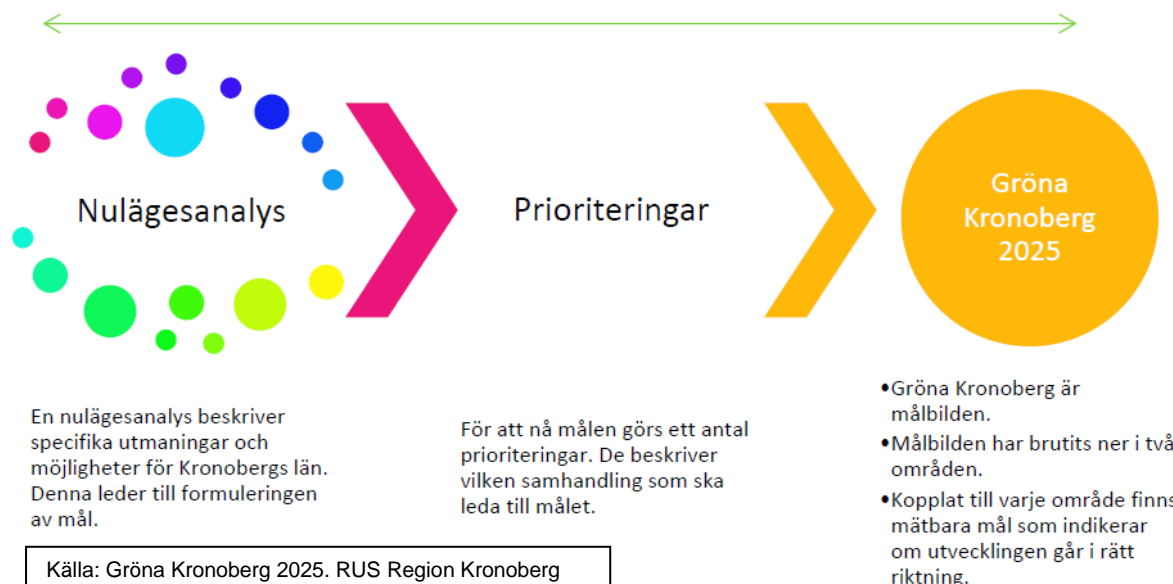 Nulägesanalys
Prioriteringar
Gröna
Kronoberg
2025
En nulägesanalys beskriver
specifika utmaningar och
möjligheter för Kronobergs län.
Denna leder till formuleringen
av mål.
För att nå målen görs ett antal
prioriteringar. De beskriver
vilken samhandling som ska
leda till målet.
•Gröna Kronoberg är
målbilden.
•Målbilden har brutits ner i två
områden.
•Kopplat till varje område finns
mätbara mål som indikerar
om utvecklingen går i rätt
riktning.
Källa: Gröna Kronoberg 2025. RUS Region Kronoberg